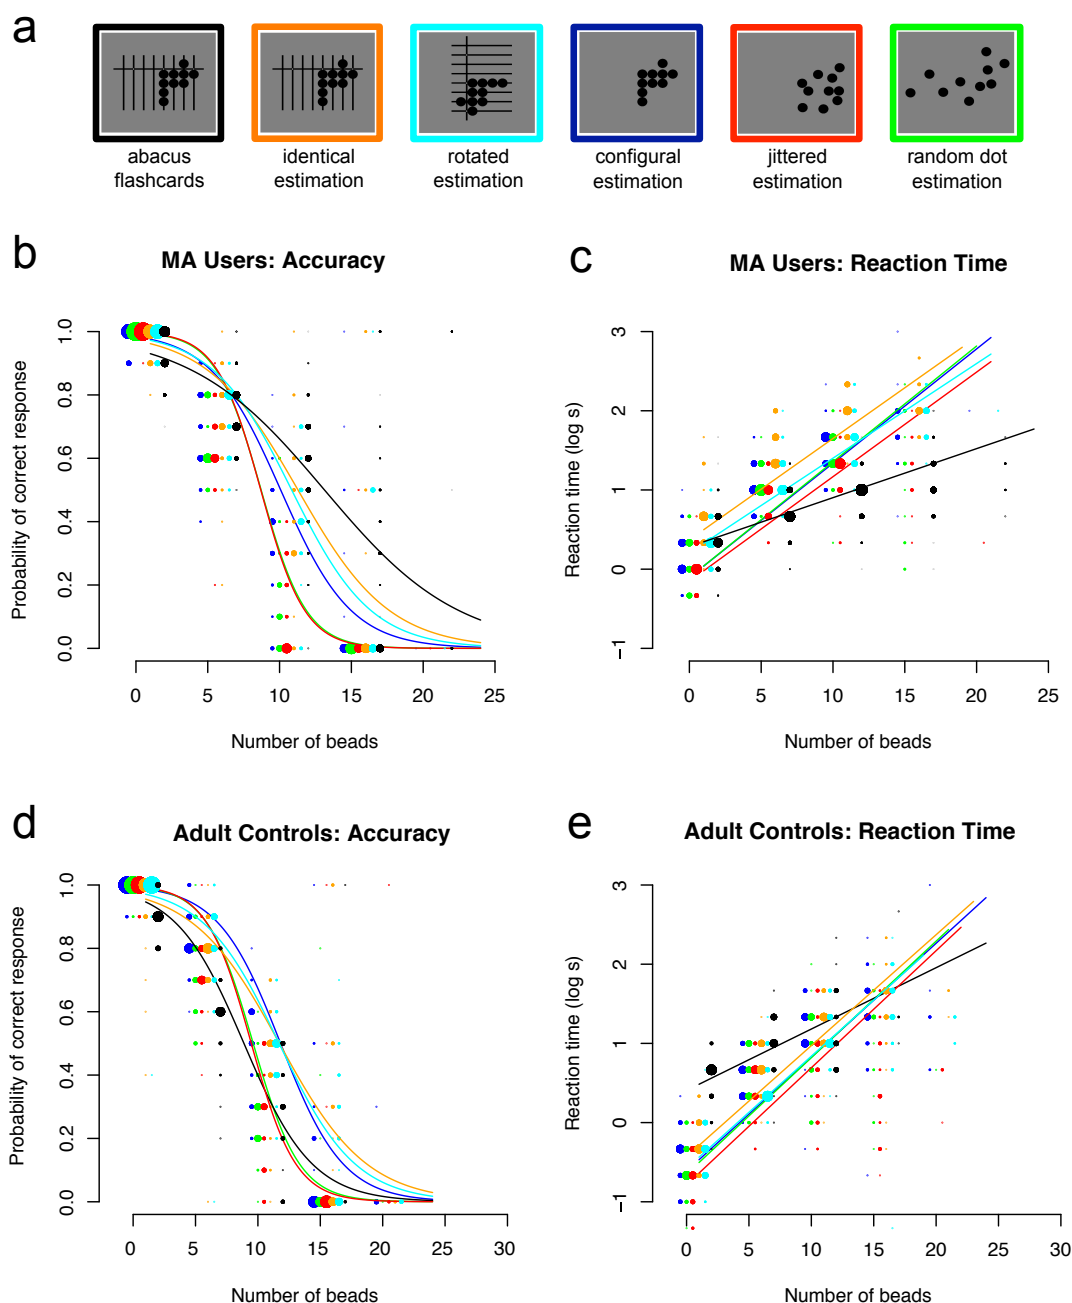 a
abacus flashcards
identical estimation
rotated estimation
configural estimation
jittered estimation
random dot estimation
b
MA Users: Accuracy
Probability of correct response
1.0
0.8
0.6
0.4
0.2
0.0
0 5 10 15 20 25
Number of beads
c
MA Users: Reaction Time
Reaction time (log s)
3
2
1
0
−1
0 5 10 15 20 25
Number of beads
d
Adult Controls: Accuracy
Probability of correct response
1.0
0.8
0.6
0.4
0.2
0.0
0 5 10 15 20 25 30
Number of beads
e
Adult Controls: Reaction Time
Reaction time (log s)
3
2
1
0
−1
0 5 10 15 20 25 30
Number of beads